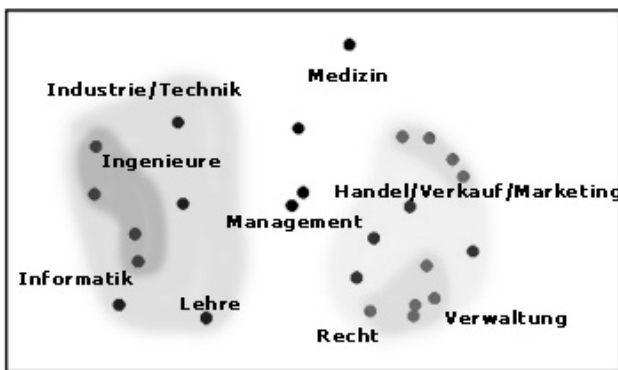 Medizin
Industrie/Technik
Ingenieure
Handel/Verkauf/Marketing
Management
Informatik
Lehre
Verwaltung
Recht